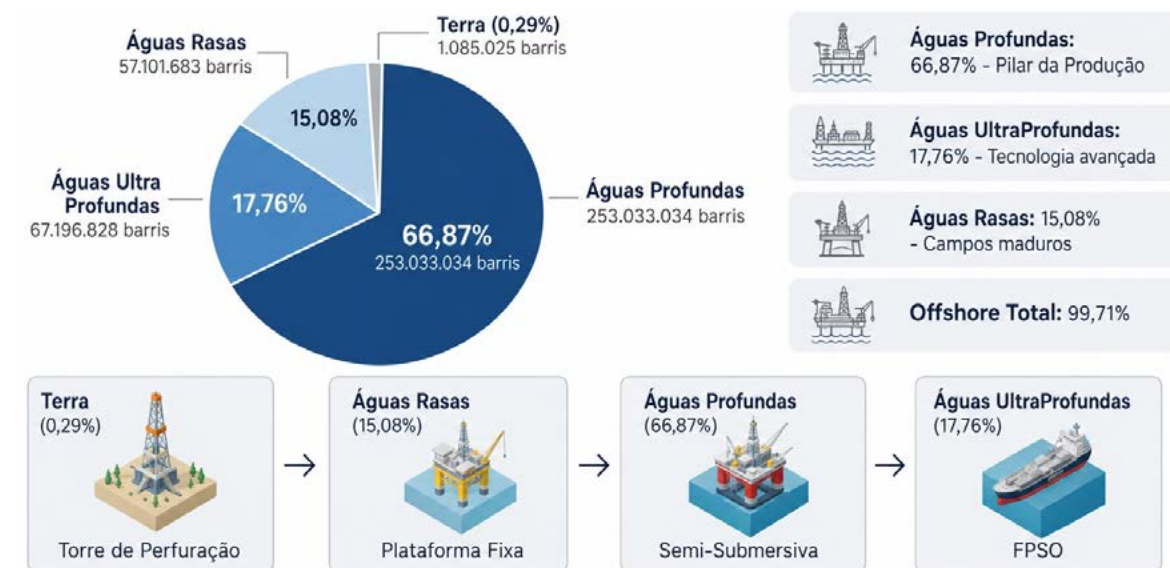 Terra (0,29%)
1.085.025 barris
Águas Rasas
57.101.683 barris
15,08%
Águas Ultra
Profundas
67.196.828 barris
17,76%
Águas Profundas
253.033.034 barris
66,87%
253.033.034 barris
Águas Profundas:
66,87% - Pilar da Produção
Águas UltraProfundas:
17,76% - Tecnologia avançada
Águas Rasas: 15,08%
- Campos maduros
Offshore Total: 99,71%
Terra
(0,29%)
Torre de Perfuração
Águas Rasas
(15,08%)
Plataforma Fixa
Águas Profundas
(66,87%)
Semi-Submersiva
Águas UltraProfundas
(17,76%)
FPSO